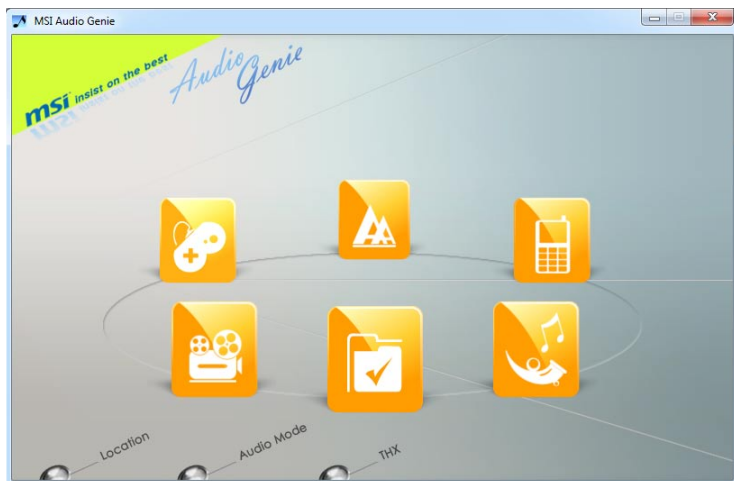 MSI Audio Genie
msi insist on the best
Audio Genie
Location
Audio Mode
THX